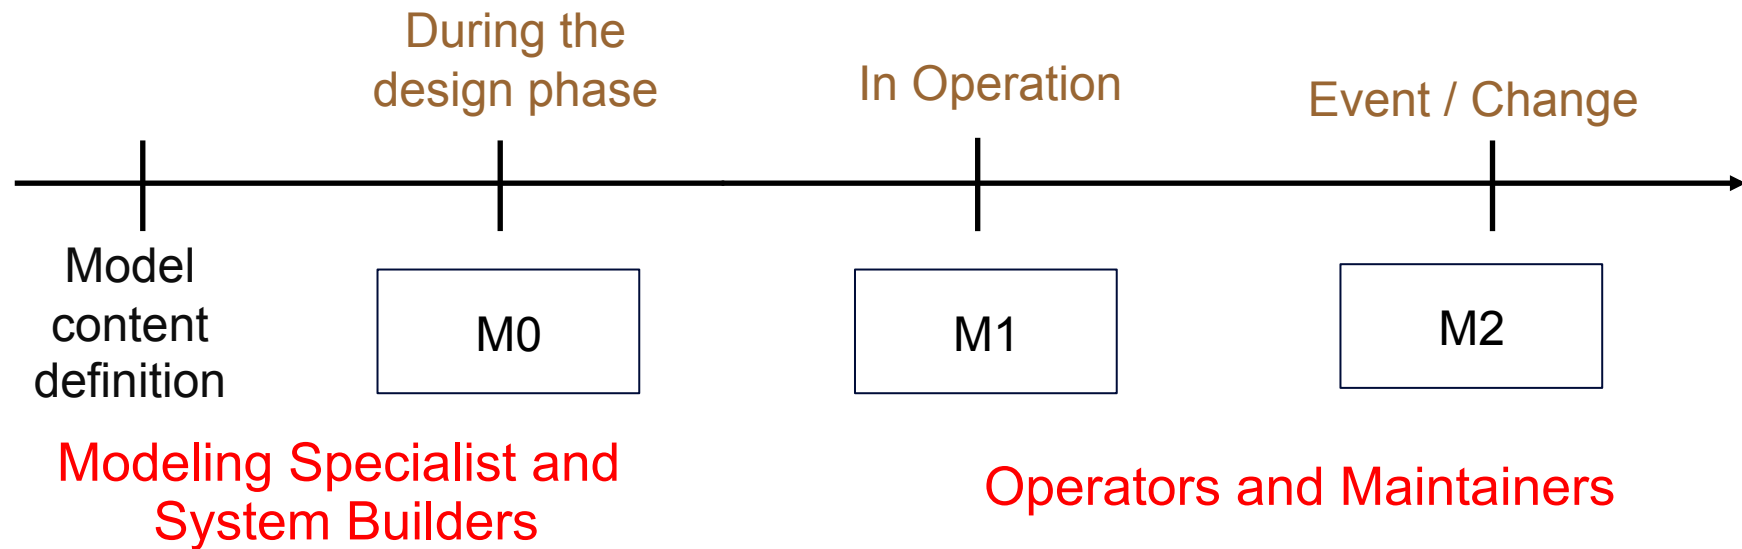 During the
design phase
In Operation
Event / Change
Model
content
definition
M0
M1
M2
Modeling Specialist and
System Builders
Operators and Maintainers